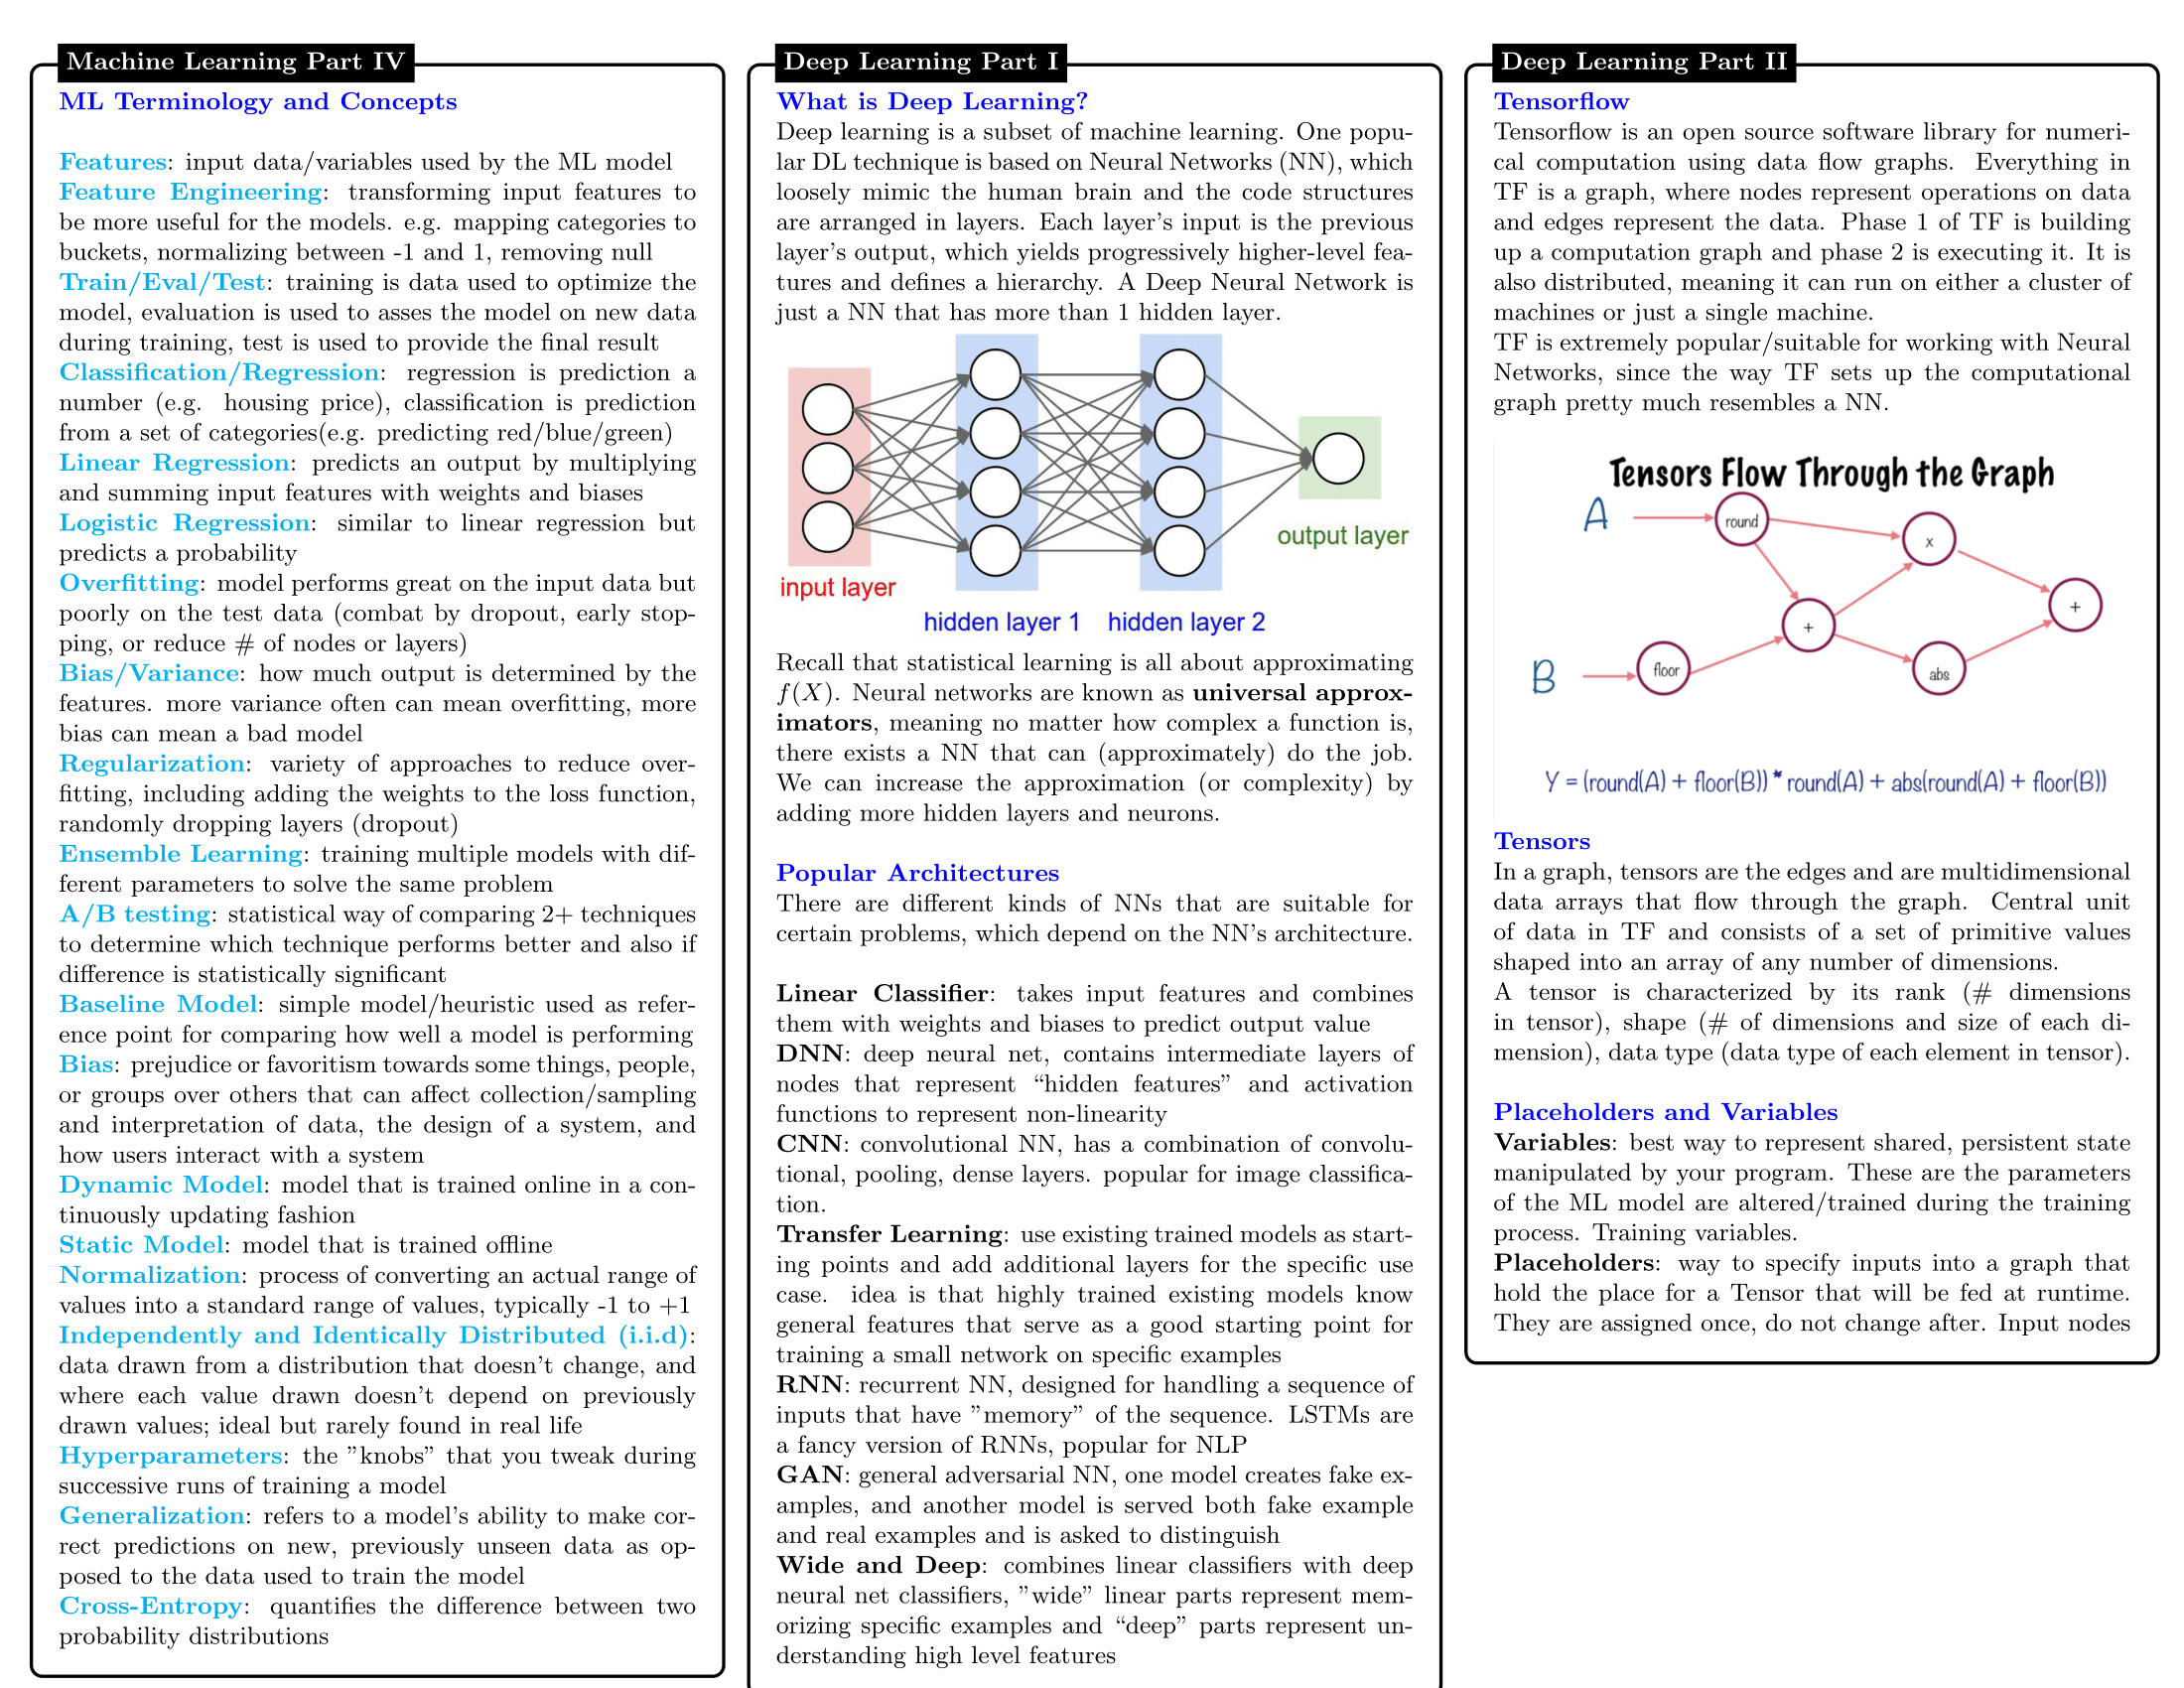 Machine Learning Part IV
ML Terminology and Concepts
Features: input data/variables used by the ML model
Feature Engineering: transforming input features to
be more useful for the models. e.g. mapping categories to
buckets, normalizing between -1 and 1, removing null
Train/Eval/Test: training is data used to optimize the
model, evaluation is used to asses the model on new data
during training, test is used to provide the final result
Classification/Regression: regression is prediction a
number (e.g. housing price), classification is prediction
from a set of categories(e.g. predicting red/blue/green)
Linear Regression: predicts an output by multiplying
and summing input features with weights and biases
Logistic Regression: similar to linear regression but
predicts a probability
Overfitting: model performs great on the input data but
poorly on the test data (combat by dropout, early stop-
ping, or reduce # of nodes or layers)
Bias/Variance: how much output is determined by the
features. more variance often can mean overfitting, more
bias can mean a bad model
Regularization: variety of approaches to reduce over-
fitting, including adding the weights to the loss function,
randomly dropping layers (dropout)
Ensemble Learning: training multiple models with dif-
ferent parameters to solve the same problem
A/B testing: statistical way of comparing 2+ techniques
to determine which technique performs better and also if
difference is statistically significant
Baseline Model: simple model/heuristic used as refer-
ence point for comparing how well a model is performing
Bias: prejudice or favoritism towards some things, people,
or groups over others that can affect collection/sampling
and interpretation of data, the design of a system, and
how users interact with a system
Dynamic Model: model that is trained online in a con-
tinuously updating fashion
Static Model: model that is trained offline
Normalization: process of converting an actual range of
values into a standard range of values, typically -1 to +1
Independently and Identically Distributed (i.i.d):
data drawn from a distribution that doesn't change, and
where each value drawn doesn't depend on previously
drawn values; ideal but rarely found in real life
Hyperparameters: the ”knobs” that you tweak during
successive runs of training a model
Generalization: refers to a model's ability to make cor-
rect predictions on new, previously unseen data as op-
posed to the data used to train the model
Cross-Entropy: quantifies the difference between two
probability distributions
Deep Learning Part I
What is Deep Learning?
Deep learning is a subset of machine learning. One popu-
lar DL technique is based on Neural Networks (NN), which
loosely mimic the human brain and the code structures
are arranged in layers. Each layer's input is the previous
layer's output, which yields progressively higher-level fea-
tures and defines a hierarchy. A Deep Neural Network is
just a NN that has more than 1 hidden layer.
input layer
hidden layer 1
hidden layer 2
output layer
Recall that statistical learning is all about approximating
f(X). Neural networks are known as universal approx-
imators, meaning no matter how complex a function is,
there exists a NN that can (approximately) do the job.
We can increase the approximation (or complexity) by
adding more hidden layers and neurons.
Popular Architectures
There are different kinds of NNs that are suitable for
certain problems, which depend on the NN's architecture.
Linear Classifier: takes input features and combines
them with weights and biases to predict output value
DNN: deep neural net, contains intermediate layers of
nodes that represent “hidden features” and activation
functions to represent non-linearity
CNN: convolutional NN, has a combination of convolu-
tional, pooling, dense layers. popular for image classifica-
tion.
Transfer Learning: use existing trained models as start-
ing points and add additional layers for the specific use
case. idea is that highly trained existing models know
general features that serve as a good starting point for
training a small network on specific examples
RNN: recurrent NN, designed for handling a sequence of
inputs that have ”memory” of the sequence. LSTMs are
a fancy version of RNNs, popular for NLP
GAN: general adversarial NN, one model creates fake ex-
amples, and another model is served both fake example
and real examples and is asked to distinguish
Wide and Deep: combines linear classifiers with deep
neural net classifiers, ”wide” linear parts represent mem-
orizing specific examples and “deep” parts represent un-
derstanding high level features
Deep Learning Part II
Tensorflow
Tensorflow is an open source software library for numeri-
cal computation using data flow graphs. Everything in
TF is a graph, where nodes represent operations on data
and edges represent the data. Phase 1 of TF is building
up a computation graph and phase 2 is executing it. It is
also distributed, meaning it can run on either a cluster of
machines or just a single machine.
TF is extremely popular/suitable for working with Neural
Networks, since the way TF sets up the computational
graph pretty much resembles a NN.
Tensors Flow Through the Graph
A
round
x
+
+
B
floor
abs
Y = (round(A) + floor(B)) * round(A) + abs(round(A) + floor(B))
Tensors
In a graph, tensors are the edges and are multidimensional
data arrays that flow through the graph. Central unit
of data in TF and consists of a set of primitive values
shaped into an array of any number of dimensions.
A tensor is characterized by its rank (# dimensions
in tensor), shape (# of dimensions and size of each di-
mension), data type (data type of each element in tensor).
Placeholders and Variables
Variables: best way to represent shared, persistent state
manipulated by your program. These are the parameters
of the ML model are altered/trained during the training
process. Training variables.
Placeholders: way to specify inputs into a graph that
hold the place for a Tensor that will be fed at runtime.
They are assigned once, do not change after. Input nodes